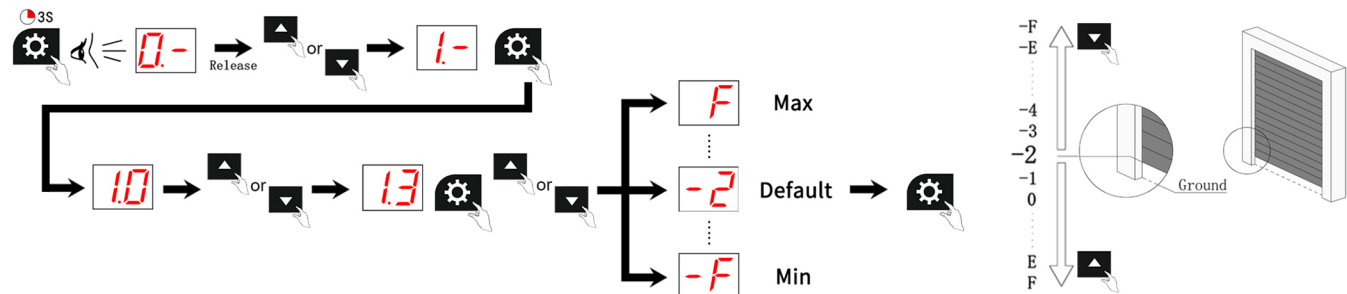 3S
0.-
Release
or
1.-
1.0
or
1.3
or
F Max
-2 Default
-F Min
-F
-E
-4
-3
-2
-1
0
E
F
Ground